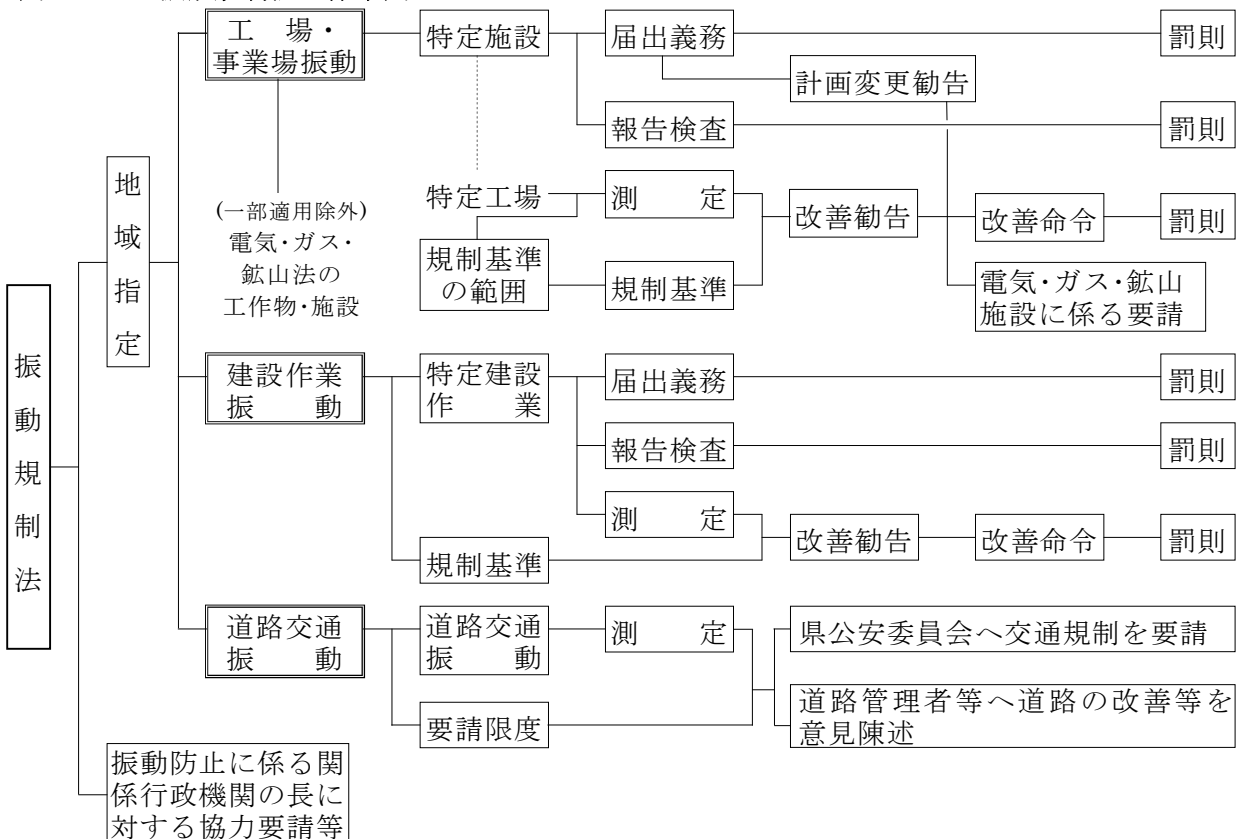 工　場・
事業場振動
特定施設
届出義務
罰則
計画変更勧告
報告検査
罰則
地域指定
(一部適用除外)
電気・ガス・
鉱山法の
工作物・施設
特定工場
測　定
改善勧告
改善命令
罰則
規制基準
の範囲
規制基準
電気・ガス・鉱山
施設に係る要請
振動規制法
建設作業
振　動
特定建設
作　業
届出義務
罰則
報告検査
罰則
測　定
改善勧告
改善命令
罰則
規制基準
道路交通
振　動
道路交通
振　動
測　定
県公安委員会へ交通規制を要請
道路管理者等へ道路の改善等を
意見陳述
要請限度
振動防止に係る関
係行政機関の長に
対する協力要請等